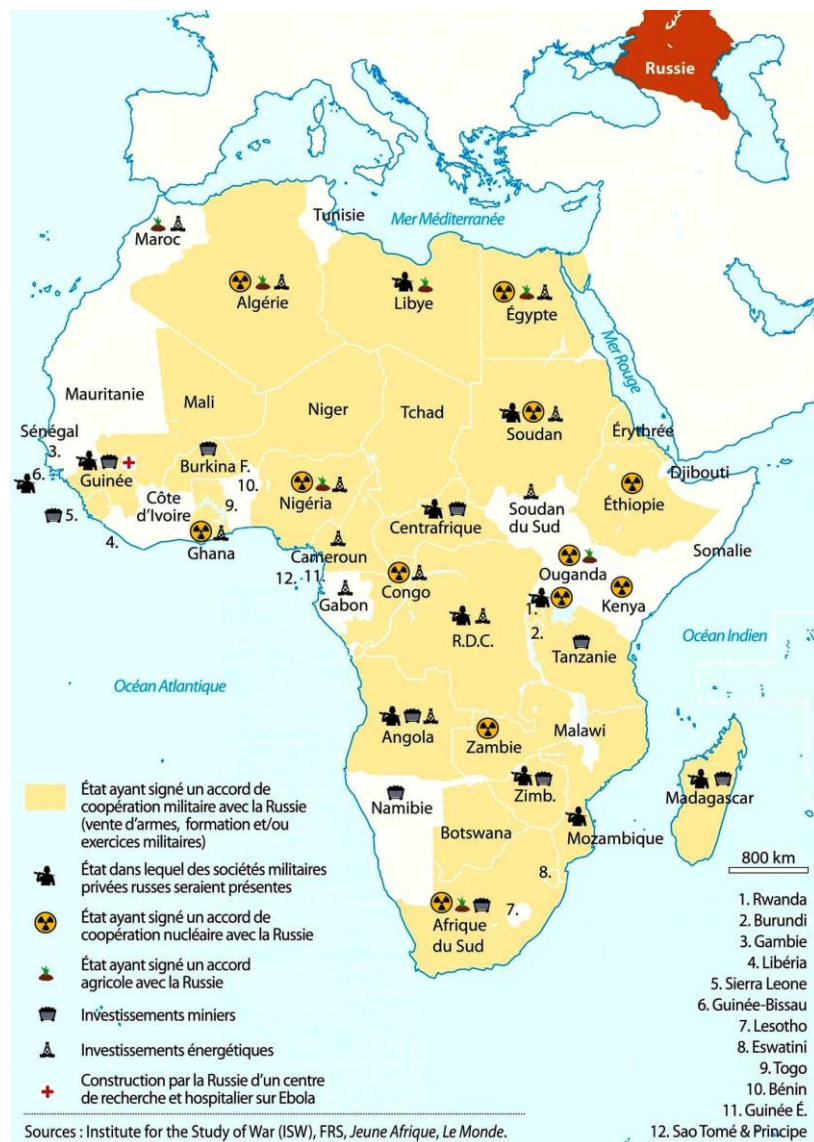 Russie
Mer Méditerranée
Tunisie
Maroc
Algérie
Libye
Égypte
Mer Rouge
Mauritanie
Mali
Niger
Tchad
Soudan
Érythrée
Sénégal
3.
6.
Guinée
Burkina F.
10.
Nigéria
Djibouti
5.
Côte
d'Ivoire
9.
Centrafrique
Soudan
du Sud
Éthiopie
4.
Ghana
Cameroun
Somalie
12.
11.
Gabon
Congo
Ouganda
Kenya
1.
R.D.C.
2.
Tanzanie
Océan Indien
Océan Atlantique
Angola
Zambie
Malawi
Namibie
Zimb.
Madagascar
Botswana
Mozambique
8.
7.
Afrique
du Sud
800 km
État ayant signé un accord de
coopération militaire avec la Russie
(vente d'armes, formation et/ou
exercices militaires)
État dans lequel des sociétés militaires
privées russes seraient présentes
État ayant signé un accord de
coopération nucléaire avec la Russie
État ayant signé un accord
agricole avec la Russie
Investissements miniers
Investissements énergétiques
Construction par la Russie d'un centre
de recherche et hospitalier sur Ebola
1. Rwanda
2. Burundi
3. Gambie
4. Libéria
5. Sierra Leone
6. Guinée-Bissau
7. Lesotho
8. Eswatini
9. Togo
10. Bénin
11. Guinée É.
12. Sao Tomé & Principe
Sources : Institute for the Study of War (ISW), FRS, Jeune Afrique, Le Monde.